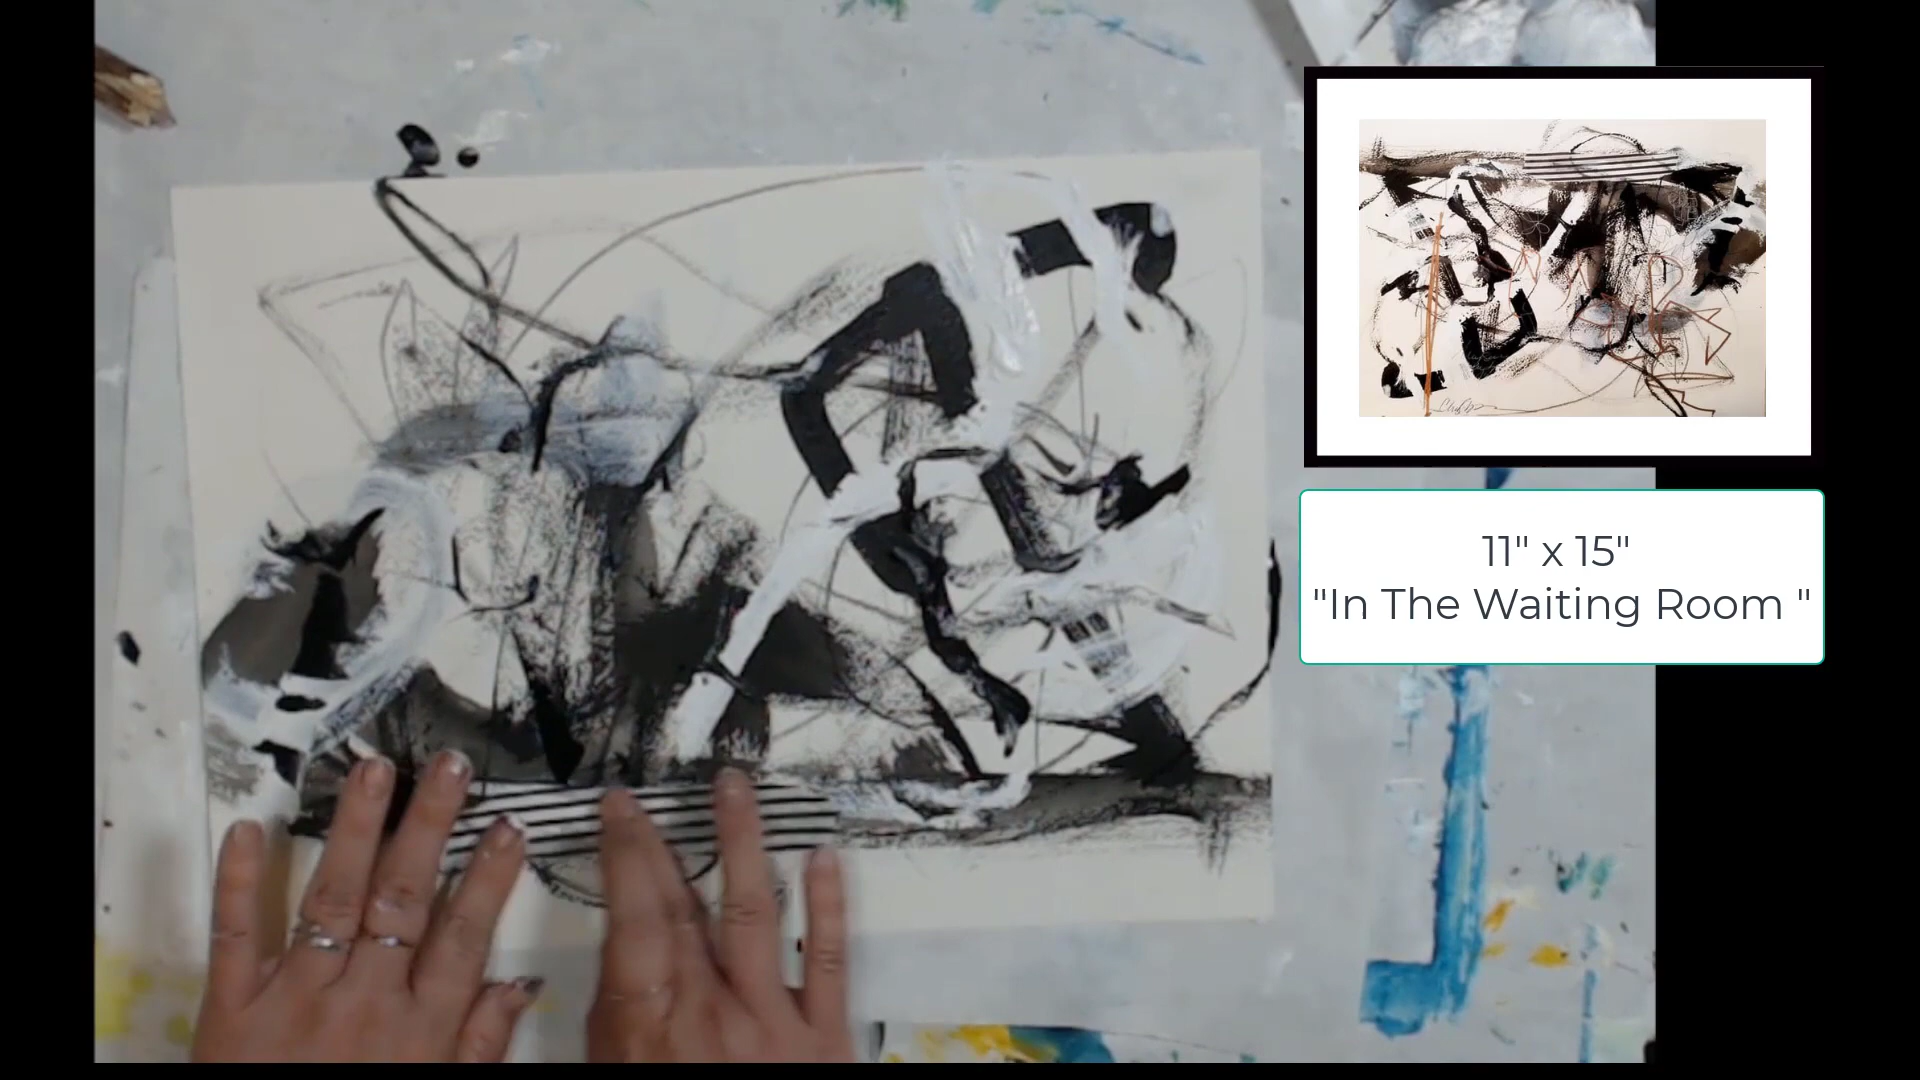 11" x 15"
"In The Waiting Room "